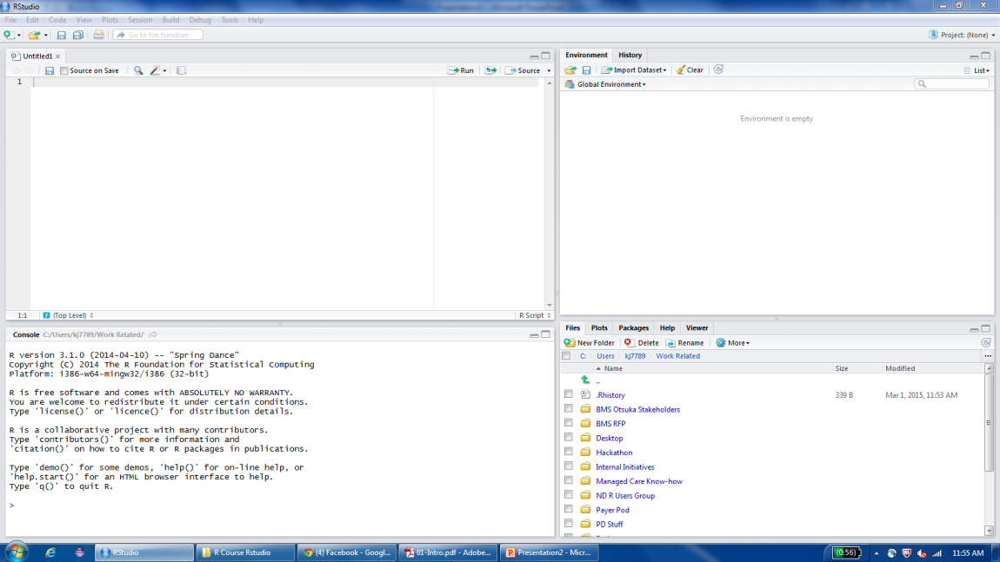 RStudio
File Edit Code View Plots Session Build Debug Tools Help
Go to file/function
Project: (None)
Untitled1
Source on Save
Run
Source
1
1:1
(Top Level)
R Script
Console C:/Users/kj7789/Work Related/
R version 3.1.0 (2014-04-10) -- "Spring Dance"
Copyright (C) 2014 The R Foundation for Statistical Computing
Platform: i386-w64-mingw32/i386 (32-bit)
R is free software and comes with ABSOLUTELY NO WARRANTY.
You are welcome to redistribute it under certain conditions.
Type 'license()' or 'licence()' for distribution details.
R is a collaborative project with many contributors.
Type 'contributors()' for more information and
'citation()' on how to cite R or R packages in publications.
Type 'demo()' for some demos, 'help()' for on-line help, or
'help.start()' for an HTML browser interface to help.
Type 'q()' to quit R.
>
Environment History
Import Dataset Clear List
Global Environment
Environment is empty
Files Plots Packages Help Viewer
New Folder Delete Rename More
C: Users kj7789 Work Related
Name Size Modified
..
.Rhistory 339 B Mar 1, 2015, 11:53 AM
BMS Otsuka Stakeholders
BMS RFP
Desktop
Hackathon
Internal Initiatives
Managed Care Know-how
ND R Users Group
Payer Pod
PD Stuff
RStudio
R Course Rstudio
(4) Facebook - Googl...
01-Intro.pdf - Adobe...
Presentation2 - Micr...
(0:56)
11:55 AM